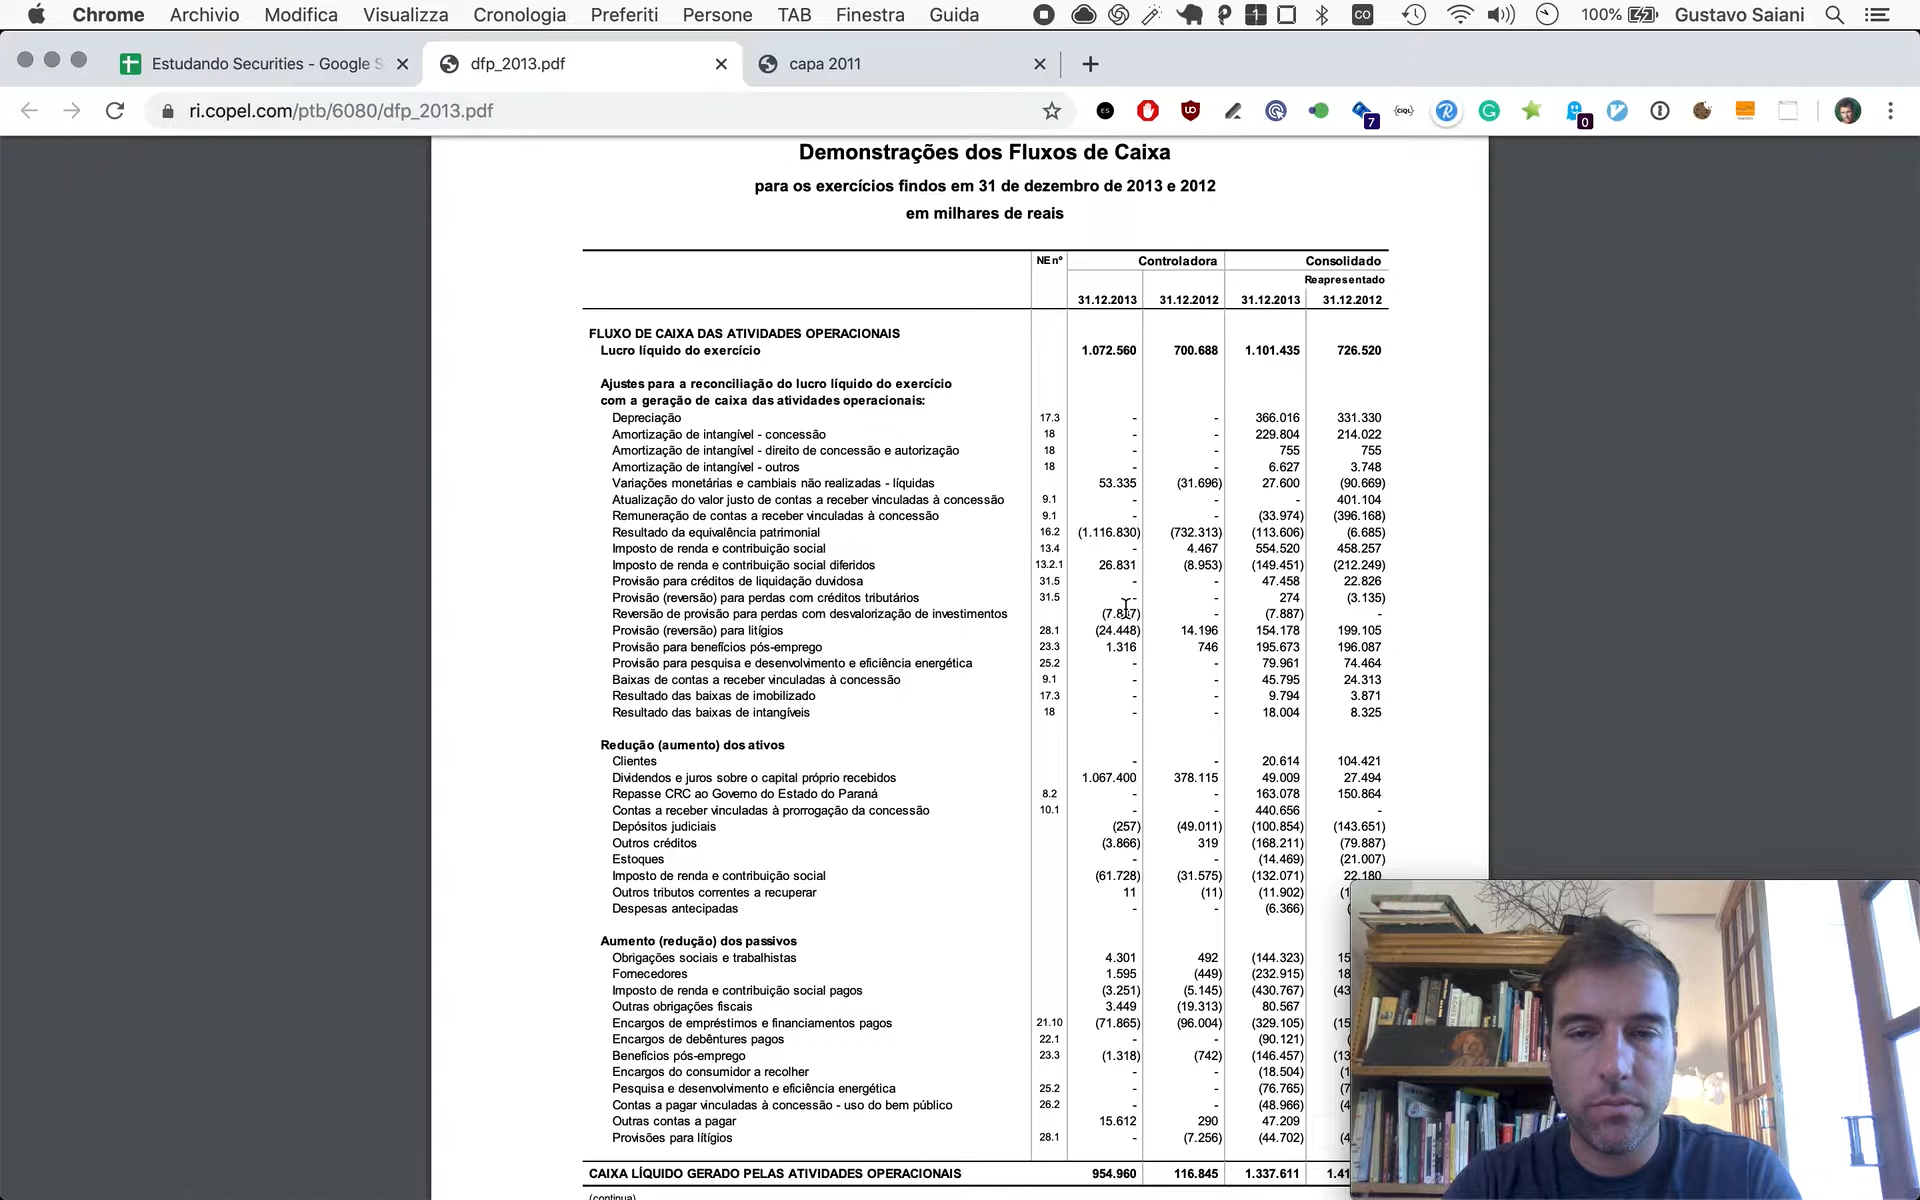 Chrome Archivio Modifica Visualizza Cronologia Preferiti Persone TAB Finestra Guida 1 CO 100% Gustavo Saiani
Estudando Securities - Google S dfp_2013.pdf capa 2011
ri.copel.com/ptb/6080/dfp_2013.pdf ES UO 7 {CIQL} R 0
Demonstrações dos Fluxos de Caixa
para os exercícios findos em 31 de dezembro de 2013 e 2012
em milhares de reais
NE nº Controladora Consolidado
Reapresentado
31.12.2013 31.12.2012 31.12.2013 31.12.2012
FLUXO DE CAIXA DAS ATIVIDADES OPERACIONAIS
Lucro líquido do exercício 1.072.560 700.688 1.101.435 726.520
Ajustes para a reconciliação do lucro líquido do exercício
com a geração de caixa das atividades operacionais:
Depreciação 17.3 - - 366.016 331.330
Amortização de intangível - concessão 18 - - 229.804 214.022
Amortização de intangível - direito de concessão e autorização 18 - - 755 755
Amortização de intangível - outros 18 - - 6.627 3.748
Variações monetárias e cambiais não realizadas - líquidas 53.335 (31.696) 27.600 (90.669)
Atualização do valor justo de contas a receber vinculadas à concessão 9.1 - - - 401.104
Remuneração de contas a receber vinculadas à concessão 9.1 - - (33.974) (396.168)
Resultado da equivalência patrimonial 16.2 (1.116.830) (732.313) (113.606) (6.685)
Imposto de renda e contribuição social 13.4 - 4.467 554.520 458.257
Imposto de renda e contribuição social diferidos 13.2.1 26.831 (8.953) (149.451) (212.249)
Provisão para créditos de liquidação duvidosa 31.5 - - 47.458 22.826
Provisão (reversão) para perdas com créditos tributários 31.5 - - 274 (3.135)
Reversão de provisão para perdas com desvalorização de investimentos - (7.887) -
Provisão (reversão) para litígios 28.1 (24.448) 14.196 154.178 199.105
Provisão para benefícios pós-emprego 23.3 1.316 746 195.673 196.087
Provisão para pesquisa e desenvolvimento e eficiência energética 25.2 - - 79.961 74.464
Baixas de contas a receber vinculadas à concessão 9.1 - - 45.795 24.313
Resultado das baixas de imobilizado 17.3 - - 9.794 3.871
Resultado das baixas de intangíveis 18 - - 18.004 8.325
Redução (aumento) dos ativos
Clientes - - 20.614 104.421
Dividendos e juros sobre o capital próprio recebidos 1.067.400 378.115 49.009 27.494
Repasse CRC ao Governo do Estado do Paraná 8.2 - - 163.078 150.864
Contas a receber vinculadas à prorrogação da concessão 10.1 - - 440.656 -
Depósitos judiciais (257) (49.011) (100.854) (143.651)
Outros créditos (3.866) 319 (168.211) (79.887)
Estoques - - (14.469) (21.007)
Imposto de renda e contribuição social (61.728) (31.575) (132.071) 22.180
Outros tributos correntes a recuperar 11 (11) (11.902) (1
Despesas antecipadas - - (6.366) (
Aumento (redução) dos passivos
Obrigações sociais e trabalhistas 4.301 492 (144.323) 15
Fornecedores 1.595 (449) (232.915) 18
Imposto de renda e contribuição social pagos (3.251) (5.145) (430.767) (43
Outras obrigações fiscais 3.449 (19.313) 80.567
Encargos de empréstimos e financiamentos pagos 21.10 (71.865) (96.004) (329.105) (15
Encargos de debêntures pagos 22.1 - - (90.121) (
Benefícios pós-emprego 23.3 (1.318) (742) (146.457) (13
Encargos do consumidor a recolher - - (18.504) (1
Pesquisa e desenvolvimento e eficiência energética 25.2 - - (76.765) (7
Contas a pagar vinculadas à concessão - uso do bem público 26.2 - - (48.966) (4
Outras contas a pagar 15.612 290 47.209
Provisões para litígios 28.1 - (7.256) (44.702) (4
CAIXA LÍQUIDO GERADO PELAS ATIVIDADES OPERACIONAIS 954.960 116.845 1.337.611 1.41
(continua)